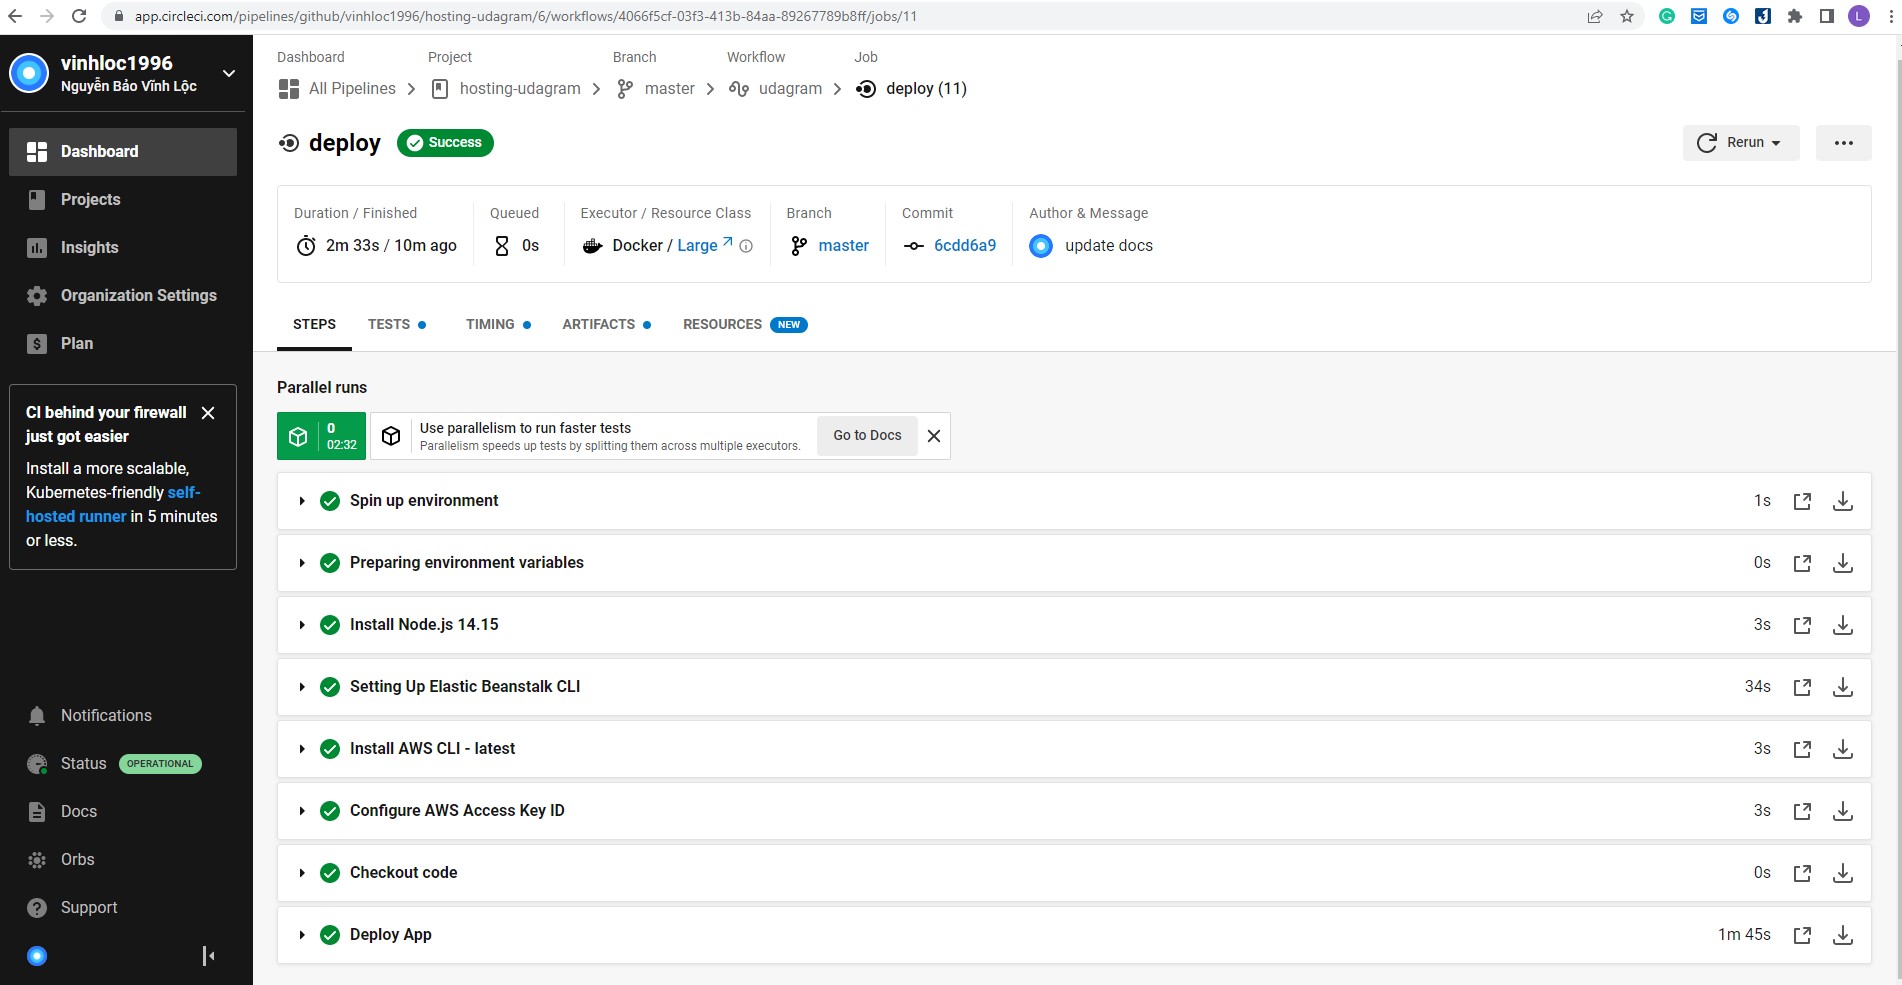 app.circleci.com/pipelines/github/vinhloc1996/hosting-udagram/6/workflows/4066f5cf-03f3-413b-84aa-89267789b8ff/jobs/11
L
vinhloc1996
Nguyễn Bảo Vĩnh Lộc
Dashboard
Projects
Insights
Organization Settings
Plan
CI behind your firewall
just got easier
Install a more scalable,
Kubernetes-friendly self-
hosted runner in 5 minutes
or less.
Notifications
Status OPERATIONAL
Docs
Orbs
Support
Dashboard Project Branch Workflow Job
All Pipelines hosting-udagram master udagram deploy (11)
deploy Success
Rerun
Duration / Finished Queued Executor / Resource Class Branch Commit Author & Message
2m 33s / 10m ago 0s Docker / Large master 6cdd6a9 update docs
STEPS TESTS TIMING ARTIFACTS RESOURCES NEW
Parallel runs
0
02:32
Use parallelism to run faster tests
Parallelism speeds up tests by splitting them across multiple executors.
Go to Docs
Spin up environment 1s
Preparing environment variables 0s
Install Node.js 14.15 3s
Setting Up Elastic Beanstalk CLI 34s
Install AWS CLI - latest 3s
Configure AWS Access Key ID 3s
Checkout code 0s
Deploy App 1m 45s